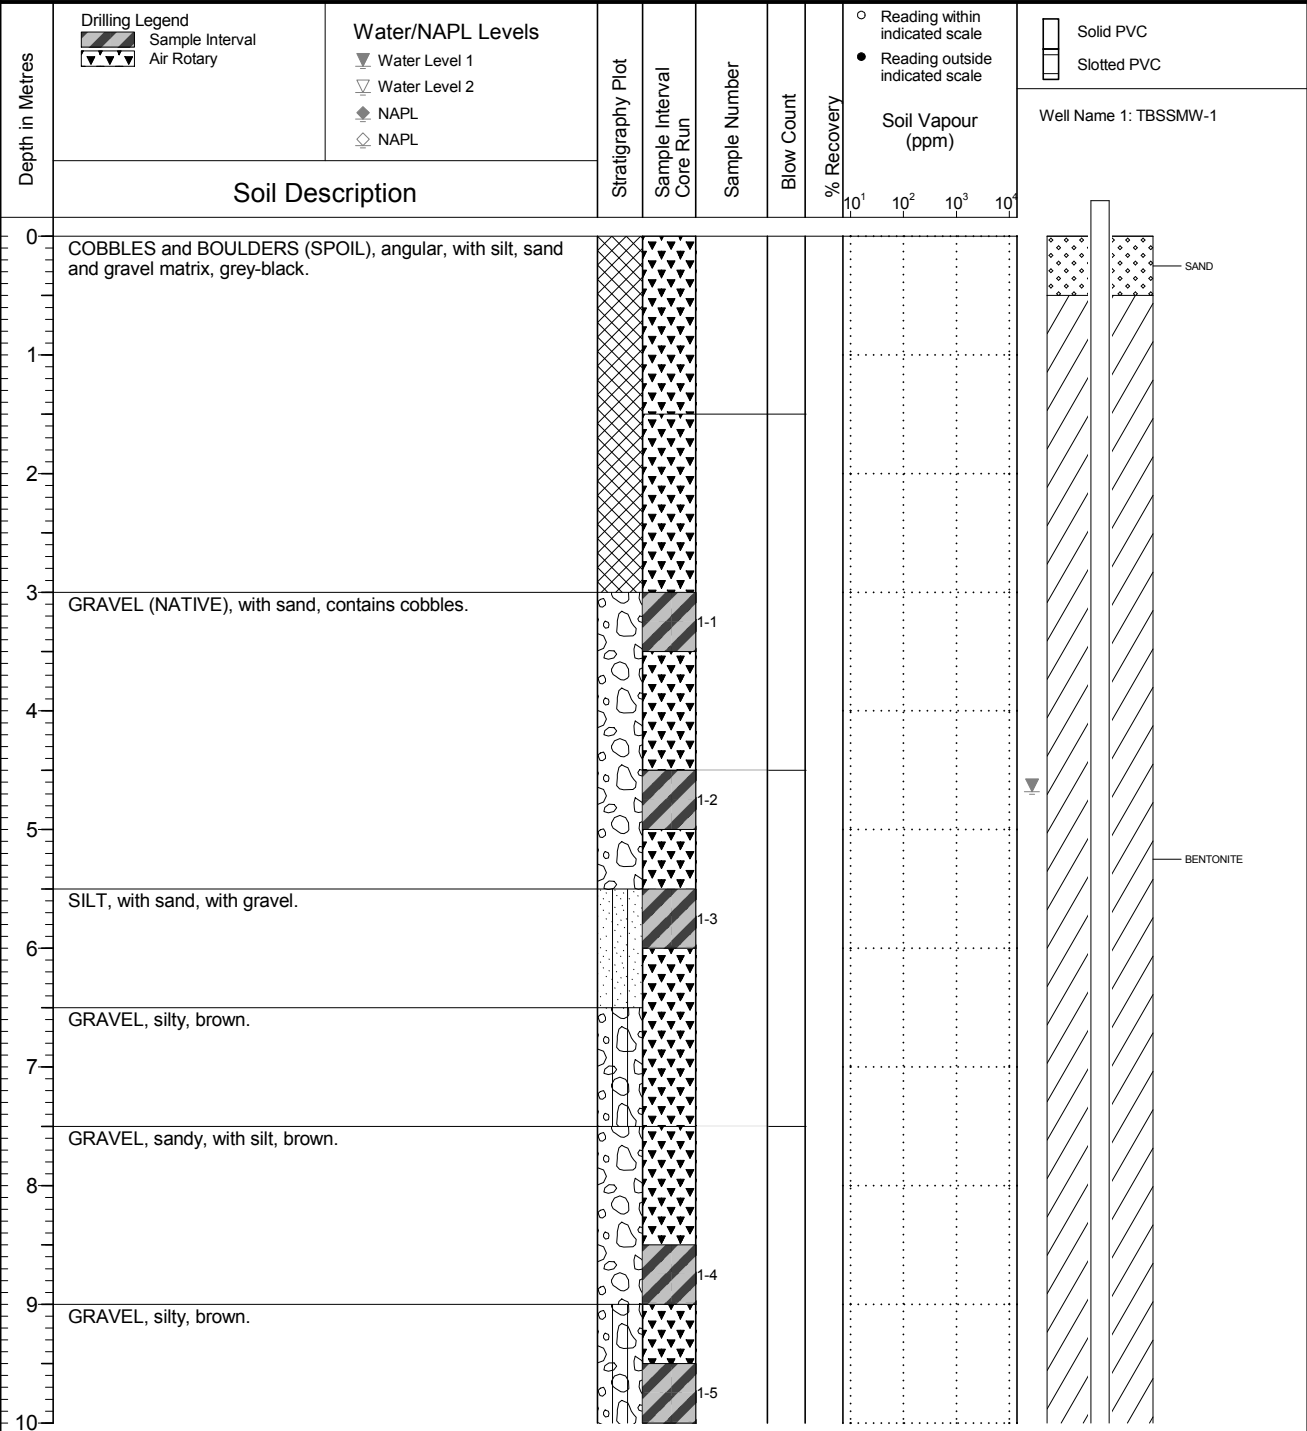 Depth in Metres
Drilling Legend
Sample Interval
Air Rotary
Water/NAPL Levels
Water Level 1
Water Level 2
NAPL
NAPL
Soil Description
Stratigraphy Plot
Sample Interval
Core Run
Sample Number
Blow Count
% Recovery
Reading within
indicated scale
Reading outside
indicated scale
Soil Vapour
(ppm)
10¹ 10² 10³ 10⁴
Solid PVC
Slotted PVC
Well Name 1: TBSSMW-1
0
COBBLES and BOULDERS (SPOIL), angular, with silt, sand
and gravel matrix, grey-black.
SAND
1
2
3
GRAVEL (NATIVE), with sand, contains cobbles.
1-1
4
1-2
5
BENTONITE
SILT, with sand, with gravel.
1-3
6
GRAVEL, silty, brown.
7
GRAVEL, sandy, with silt, brown.
8
1-4
9
GRAVEL, silty, brown.
1-5
10